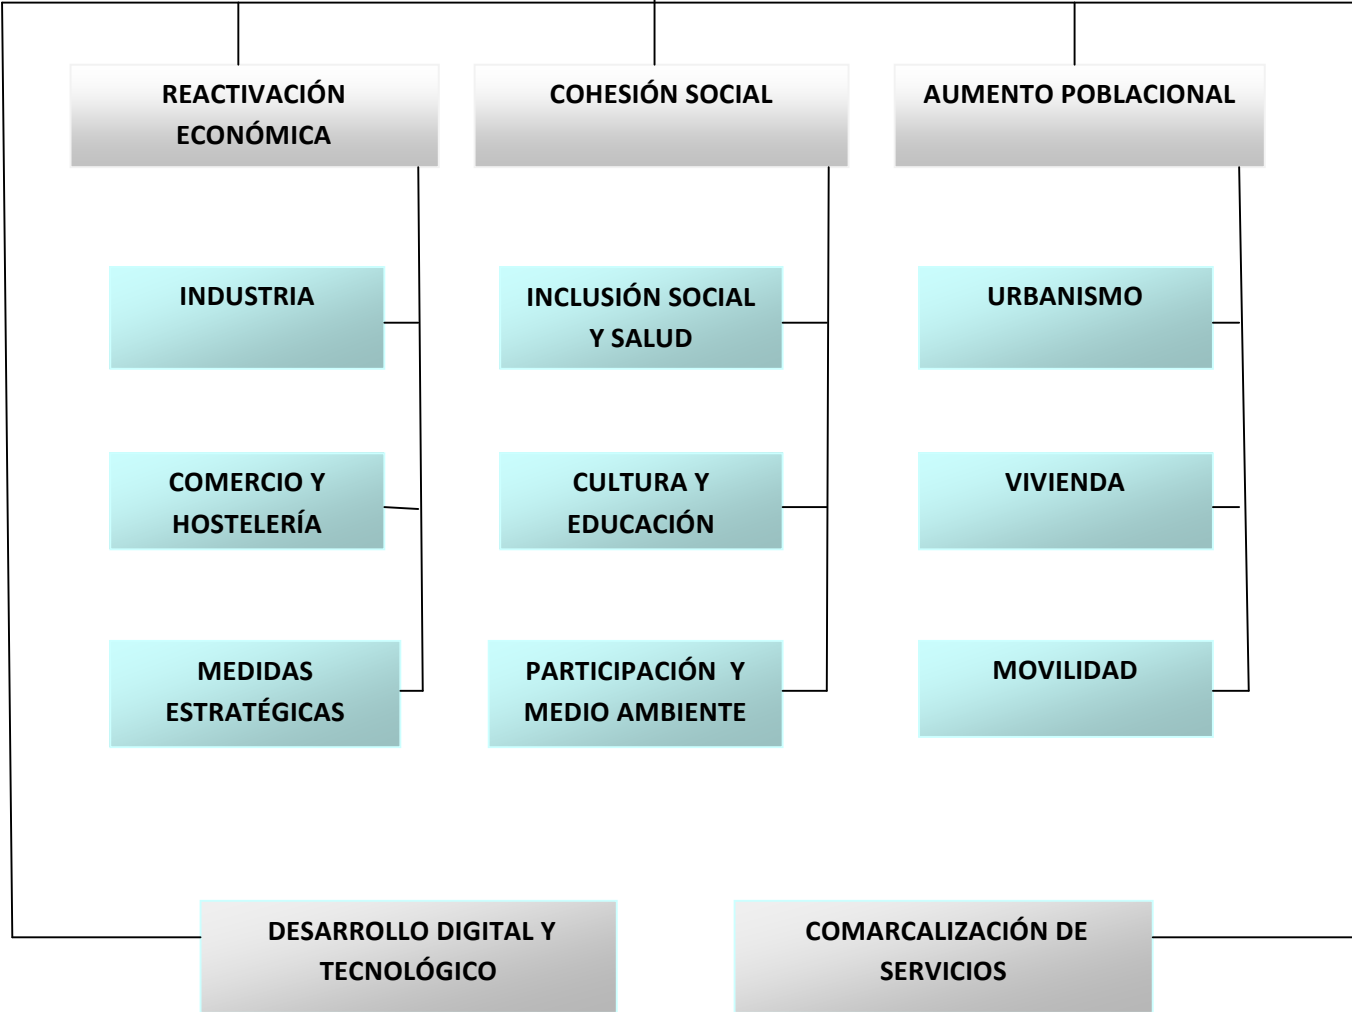 REACTIVACIÓN
ECONÓMICA
COHESIÓN SOCIAL
AUMENTO POBLACIONAL
INDUSTRIA
INCLUSIÓN SOCIAL
Y SALUD
URBANISMO
COMERCIO Y
HOSTELERÍA
CULTURA Y
EDUCACIÓN
VIVIENDA
MEDIDAS
ESTRATÉGICAS
PARTICIPACIÓN Y
MEDIO AMBIENTE
MOVILIDAD
DESARROLLO DIGITAL Y
TECNOLÓGICO
COMARCALIZACIÓN DE
SERVICIOS